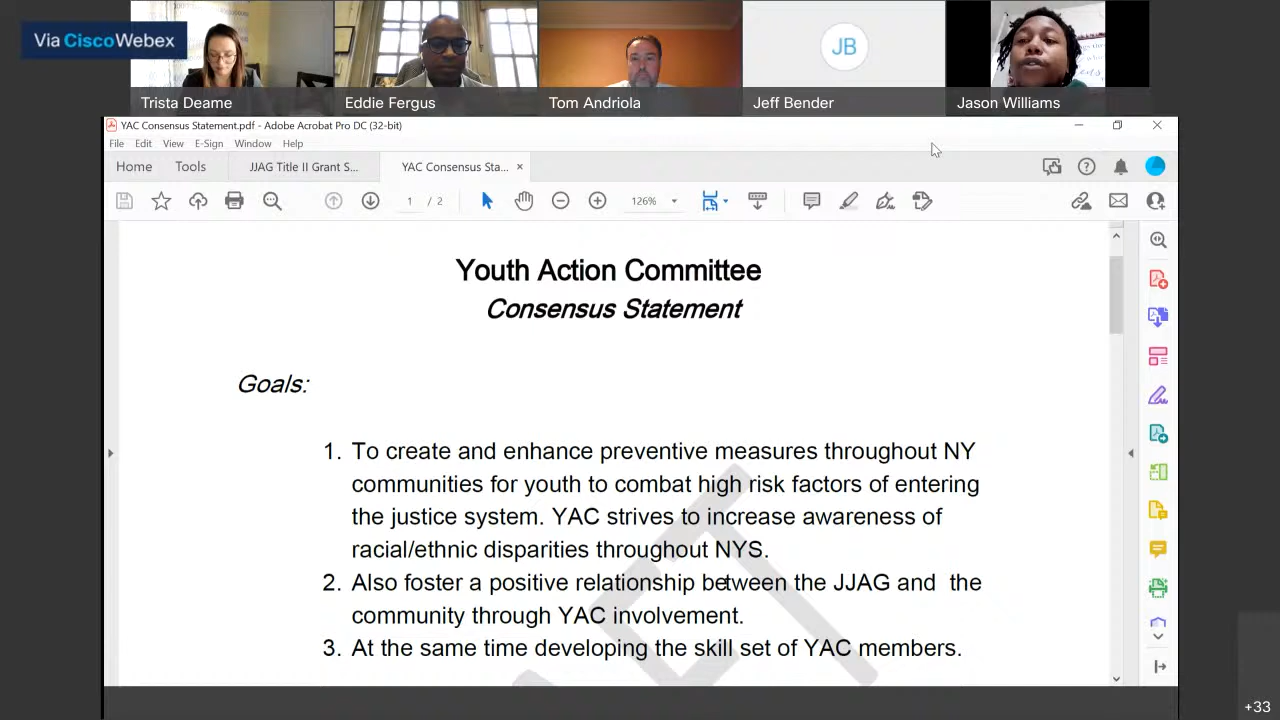 Via Cisco Webex
Trista Deame
Eddie Fergus
Tom Andriola
JB
Jeff Bender
Jason Williams
YAC Consensus Statement.pdf - Adobe Acrobat Pro DC (32-bit)
File Edit View E-Sign Window Help
Home Tools JJAG Title II Grant S... YAC Consensus Sta... ×
1 / 2 126%
Youth Action Committee
Consensus Statement
Goals:
1. To create and enhance preventive measures throughout NY
communities for youth to combat high risk factors of entering
the justice system. YAC strives to increase awareness of
racial/ethnic disparities throughout NYS.
2. Also foster a positive relationship between the JJAG and the
community through YAC involvement.
3. At the same time developing the skill set of YAC members.
+33